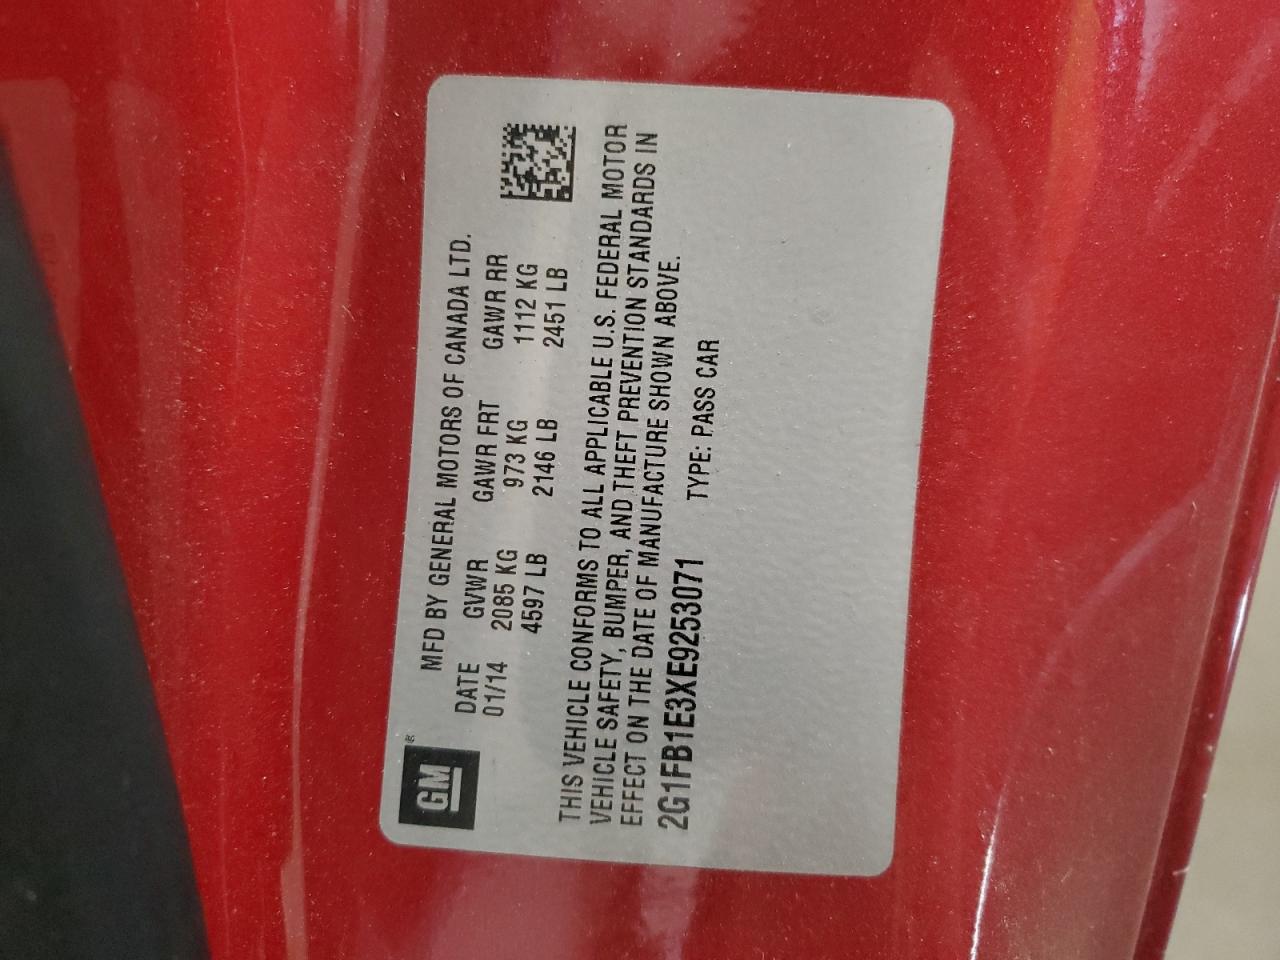 GM ®
MFD BY GENERAL MOTORS OF CANADA LTD.
DATE GVWR GAWR FRT GAWR RR
01/14 2085 KG 973 KG 1112 KG
4597 LB 2146 LB 2451 LB
THIS VEHICLE CONFORMS TO ALL APPLICABLE U.S. FEDERAL MOTOR
VEHICLE SAFETY, BUMPER, AND THEFT PREVENTION STANDARDS IN
EFFECT ON THE DATE OF MANUFACTURE SHOWN ABOVE.
2G1FB1E3XE9253071 TYPE: PASS CAR